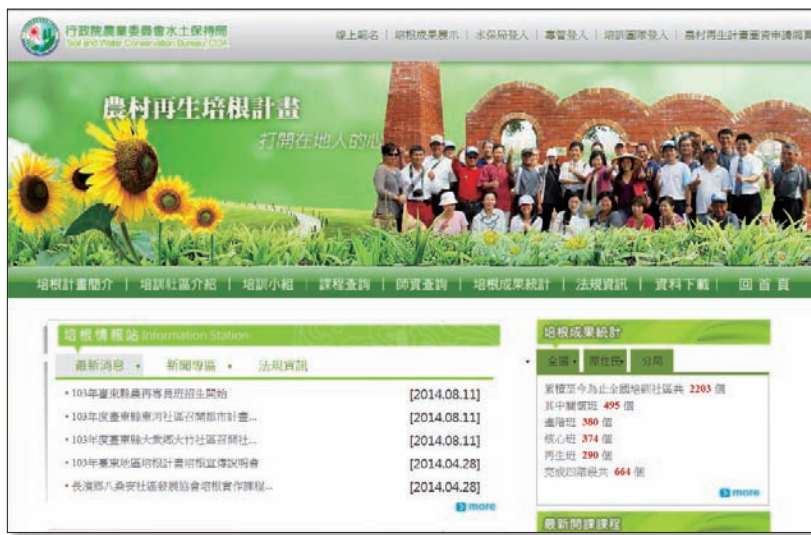 行政院農業委員會水土保持局
Soil and Water Conservation Bureau, COA
線上報名 | 培根成果展示 | 水保局登入 | 專管登入 | 培訓團隊登入 | 農村再生計畫圖資申請網頁
農村再生培根計畫
打開在地人的心
培根計畫簡介 | 培訓社區介紹 | 培訓小組 | 課程查詢 | 師資查詢 | 培根成果統計 | 法規資訊 | 資料下載 | 回首頁
培根情報站 Information Station
最新消息 新聞專區 法規資訊
•103年臺東縣農再專員班招生開始 [2014.08.11]
•103年度臺東縣東河社區召開都市計畫... [2014.08.11]
•103年度臺東縣大武鄉大竹社區召開社... [2014.08.11]
•103年臺東地區培根計畫培根宣傳說明會 [2014.04.28]
•長濱鄉八桑安社區發展協會培根實作課程... [2014.04.28]
more
培根成果統計
全國 原住民 分局
累積至今為止全國培訓社區共 2203 個
其中關懷班 495 個
進階班 380 個
核心班 374 個
再生班 290 個
完成四階段共 664 個
more
最新開課課程